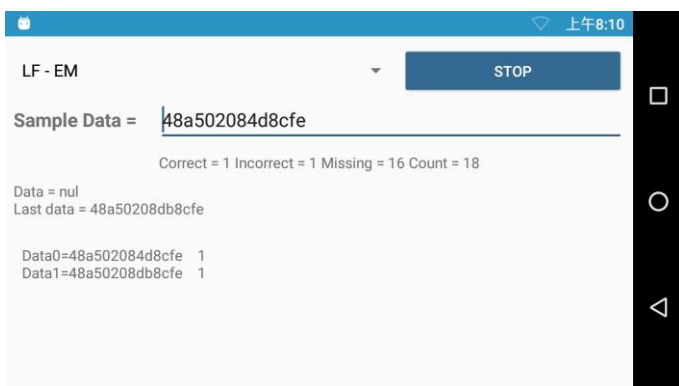 上午8:10
LF - EM
STOP
Sample Data = 48a502084d8cfe
Correct = 1 Incorrect = 1 Missing = 16 Count = 18
Data = nul
Last data = 48a50208db8cfe
Data0=48a502084d8cfe 1
Data1=48a50208db8cfe 1